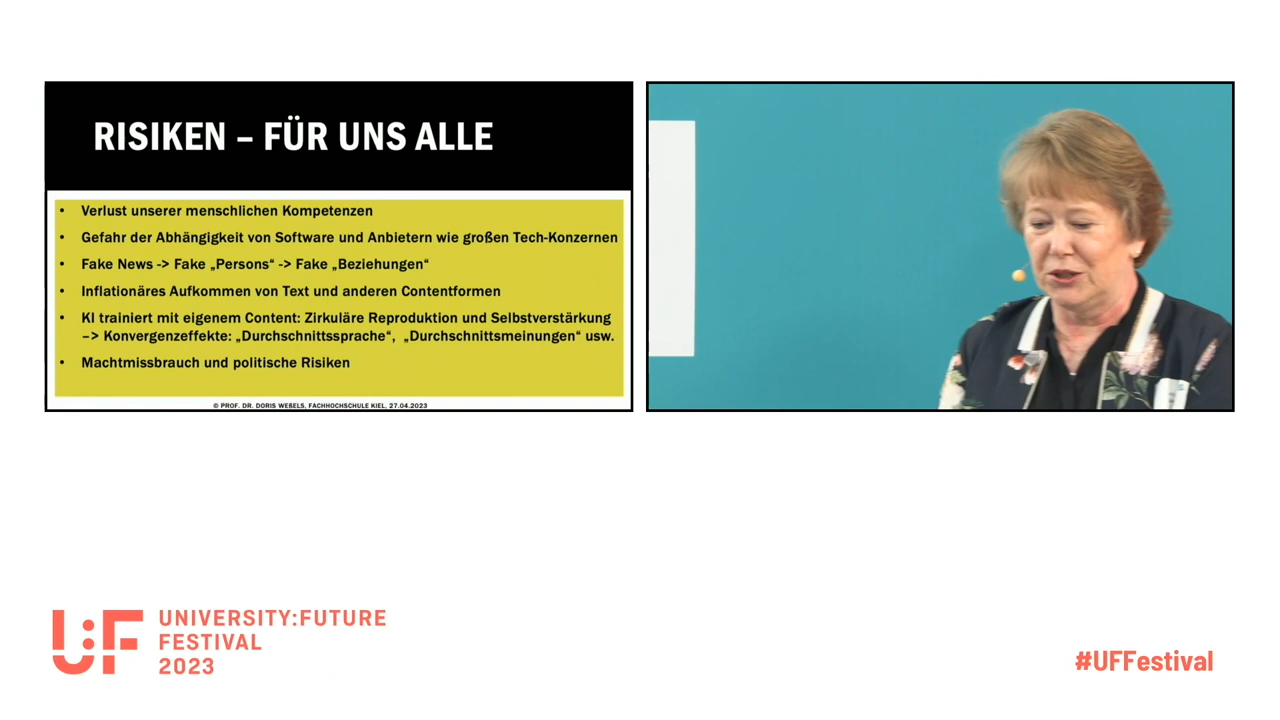 RISIKEN – FÜR UNS ALLE
• Verlust unserer menschlichen Kompetenzen
• Gefahr der Abhängigkeit von Software und Anbietern wie großen Tech-Konzernen
• Fake News -> Fake „Persons“ -> Fake „Beziehungen“
• Inflationäres Aufkommen von Text und anderen Contentformen
• KI trainiert mit eigenem Content: Zirkuläre Reproduktion und Selbstverstärkung
–> Konvergenzeffekte: „Durchschnittssprache“, „Durchschnittsmeinungen“ usw.
• Machtmissbrauch und politische Risiken
© PROF. DR. DORIS WEßELS, FACHHOCHSCHULE KIEL, 27.04.2023
U:F
UNIVERSITY:FUTURE
FESTIVAL
2023
#UFFestival